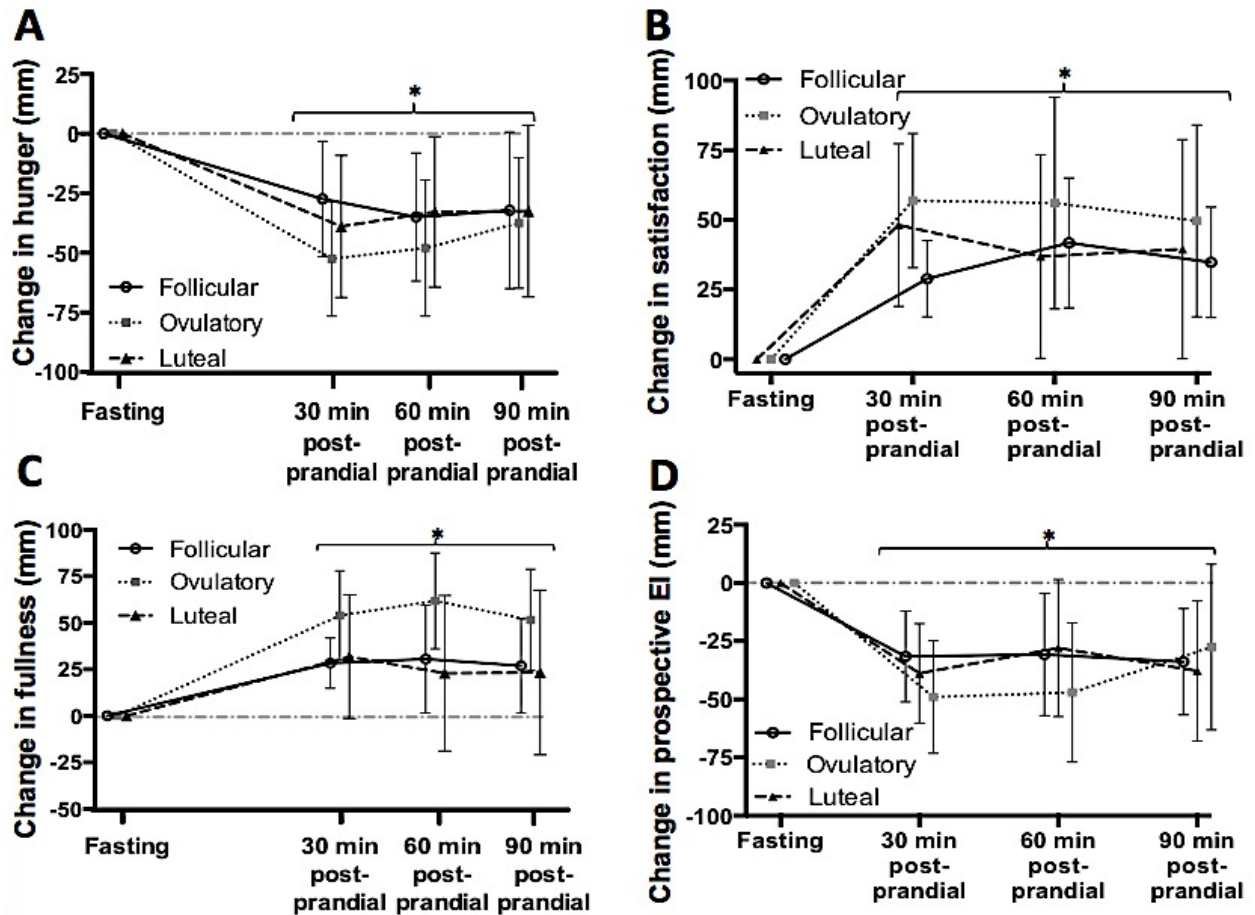 A
Change in hunger (mm)
25
0
-25
-50
-75
-100
*
Follicular
Ovulatory
Luteal
Fasting
30 min 60 min 90 min
post- post- post-
prandial prandial prandial
B
Change in satisfaction (mm)
100
75
50
25
0
*
Follicular
Ovulatory
Luteal
Fasting 30 min 60 min 90 min
post- post- post-
prandial prandial prandial
C
Change in fullness (mm)
100
75
50
25
0
-25
-50
*
Follicular
Ovulatory
Luteal
Fasting 30 min 60 min 90 min
post- post- post-
prandial prandial prandial
D
Change in prospective EI (mm)
25
0
-25
-50
-75
-100
*
Follicular
Ovulatory
Luteal
Fasting 30 min 60 min 90 min
post- post- post-
prandial prandial prandial